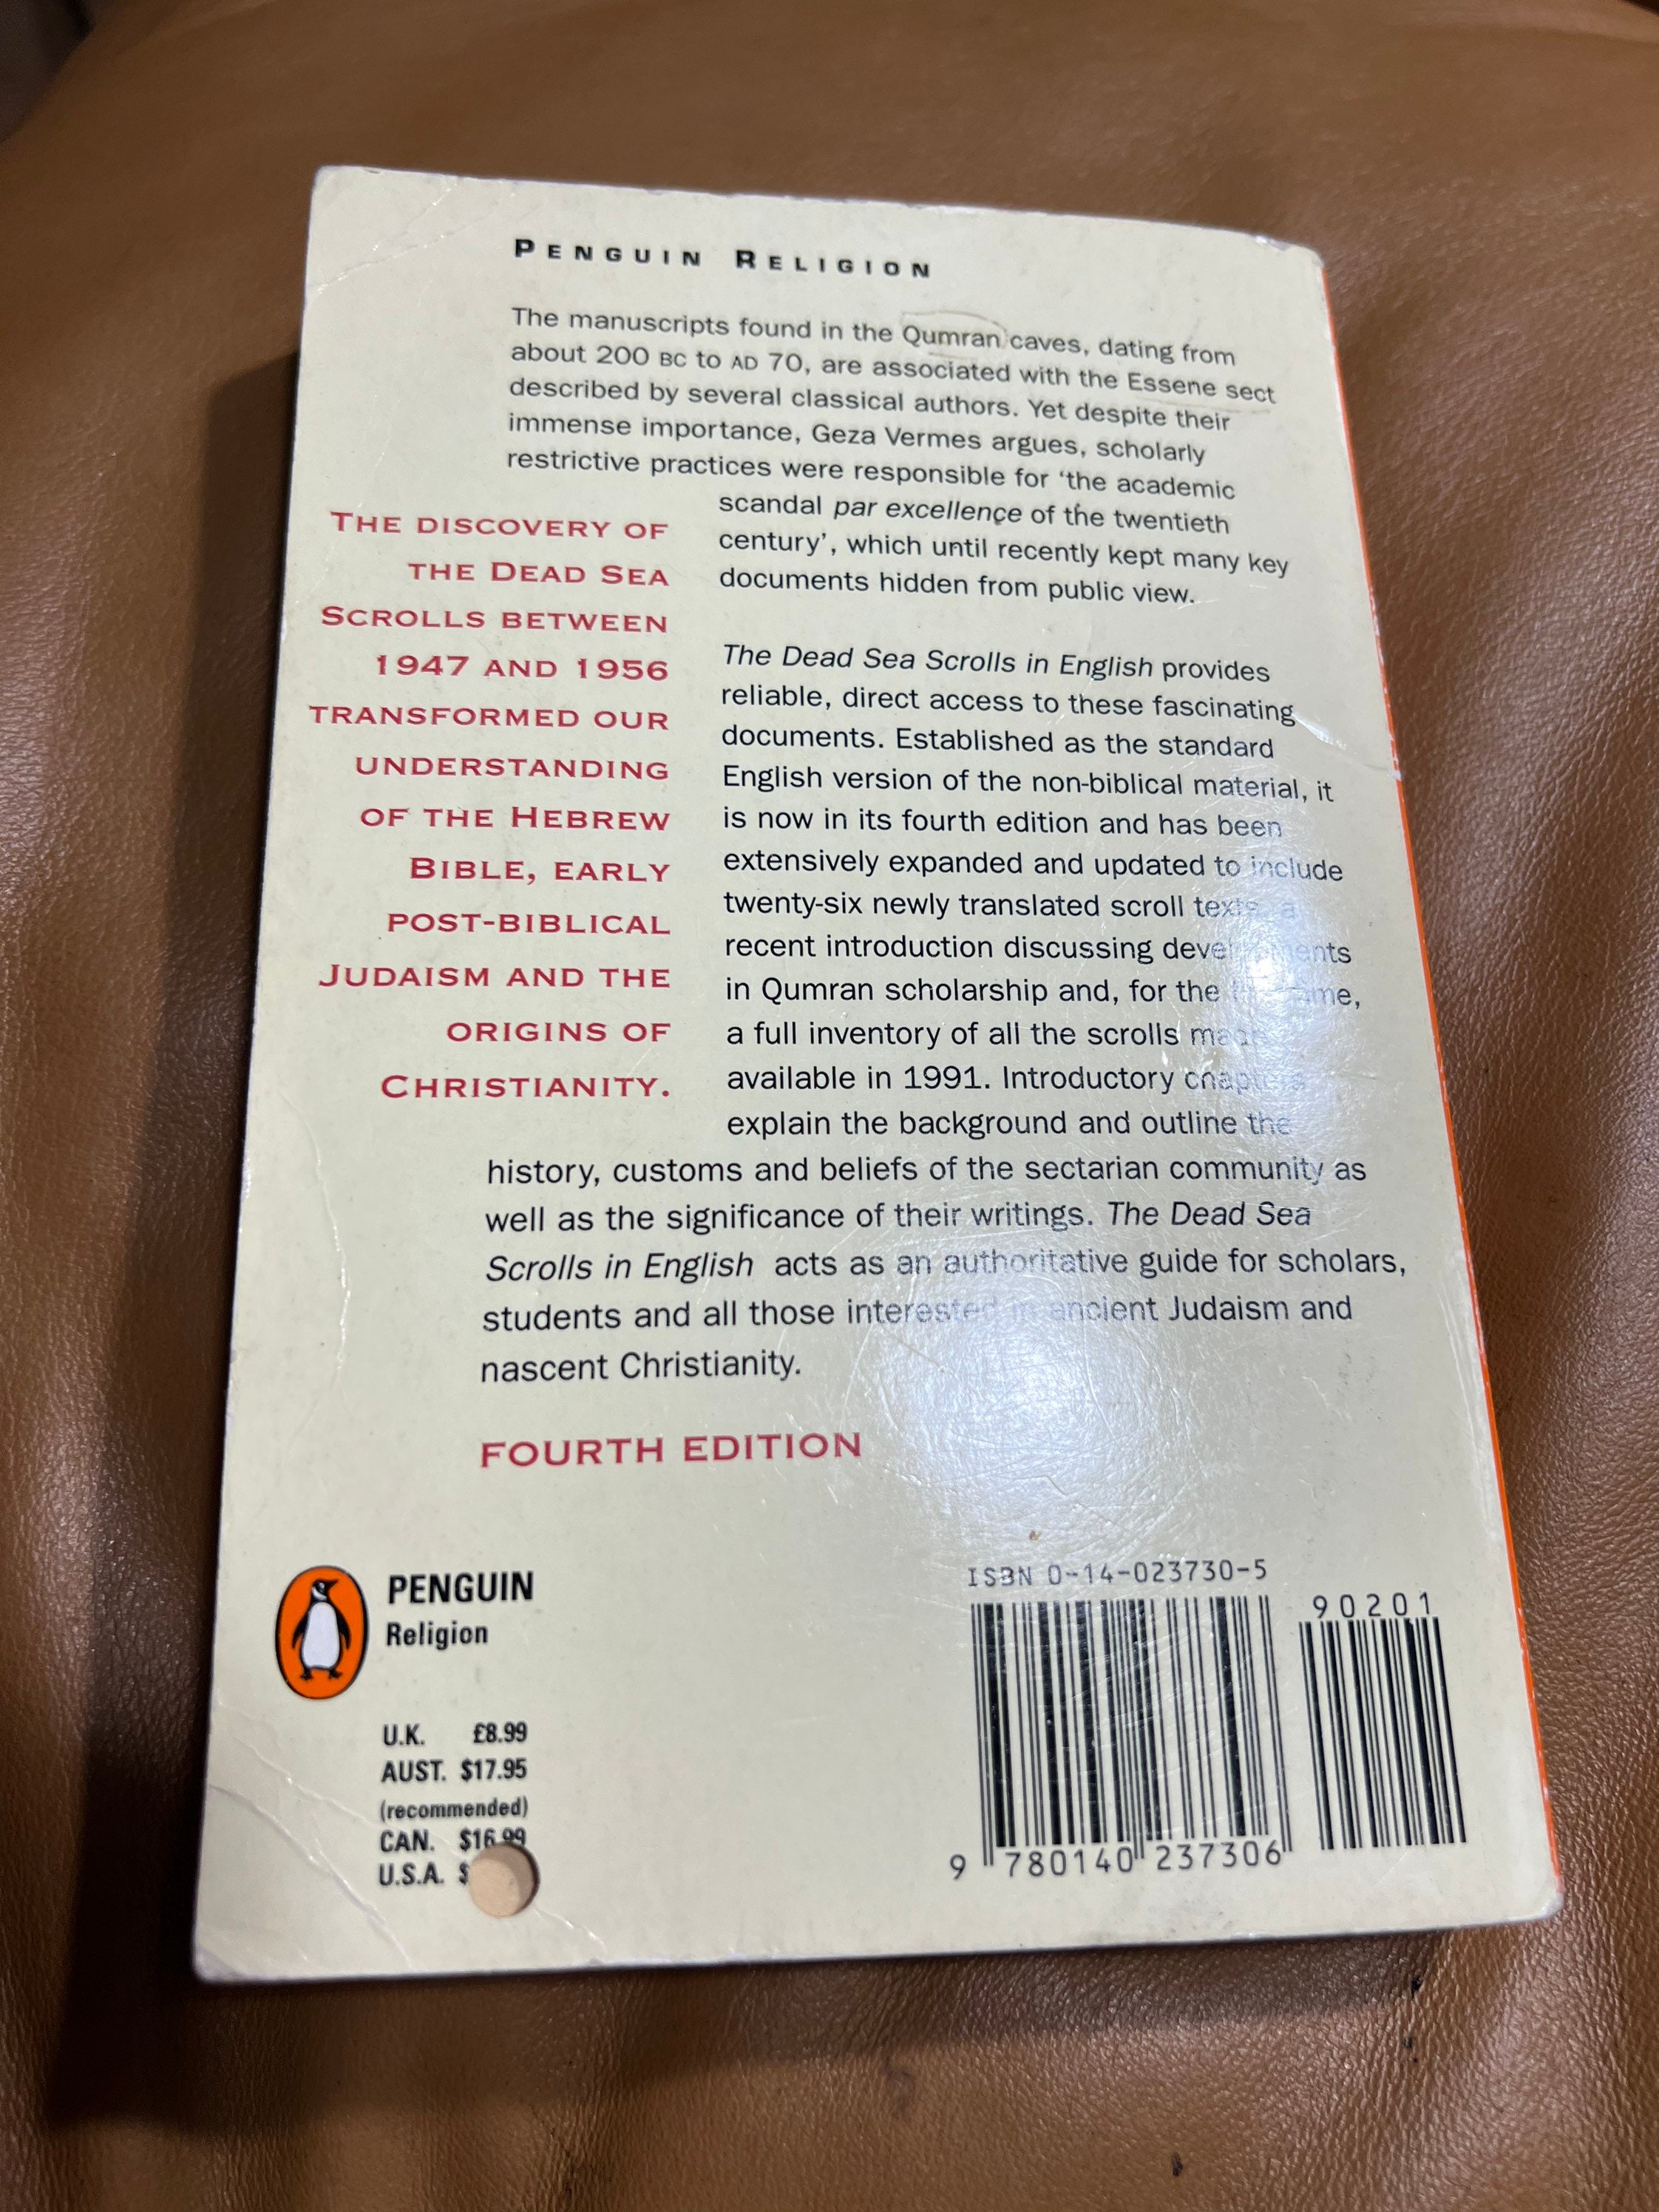 PENGUIN RELIGION
The manuscripts found in the Qumran caves, dating from
about 200 BC to AD 70, are associated with the Essene sect
described by several classical authors. Yet despite their
immense importance, Geza Vermes argues, scholarly
restrictive practices were responsible for ‘the academic
scandal par excellence of the twentieth
century’, which until recently kept many key
documents hidden from public view.
THE DISCOVERY OF
THE DEAD SEA
SCROLLS BETWEEN
1947 AND 1956
TRANSFORMED OUR
UNDERSTANDING
OF THE HEBREW
BIBLE, EARLY
POST-BIBLICAL
JUDAISM AND THE
ORIGINS OF
CHRISTIANITY.
The Dead Sea Scrolls in English provides
reliable, direct access to these fascinating
documents. Established as the standard
English version of the non-biblical material, it
is now in its fourth edition and has been
extensively expanded and updated to include
twenty-six newly translated scroll texts, a
recent introduction discussing developments
in Qumran scholarship and, for the
a full inventory of all the scrolls made
available in 1991. Introductory chapters
explain the background and outline the
history, customs and beliefs of the sectarian community as
well as the significance of their writings. The Dead Sea
Scrolls in English acts as an authoritative guide for scholars,
students and all those interested in ancient Judaism and
nascent Christianity.
FOURTH EDITION
PENGUIN
Religion
U.K. £8.99
AUST. $17.95
(recommended)
CAN. $16.99
U.S.A. $
ISBN 0-14-023730-5
90201
9 780140 237306